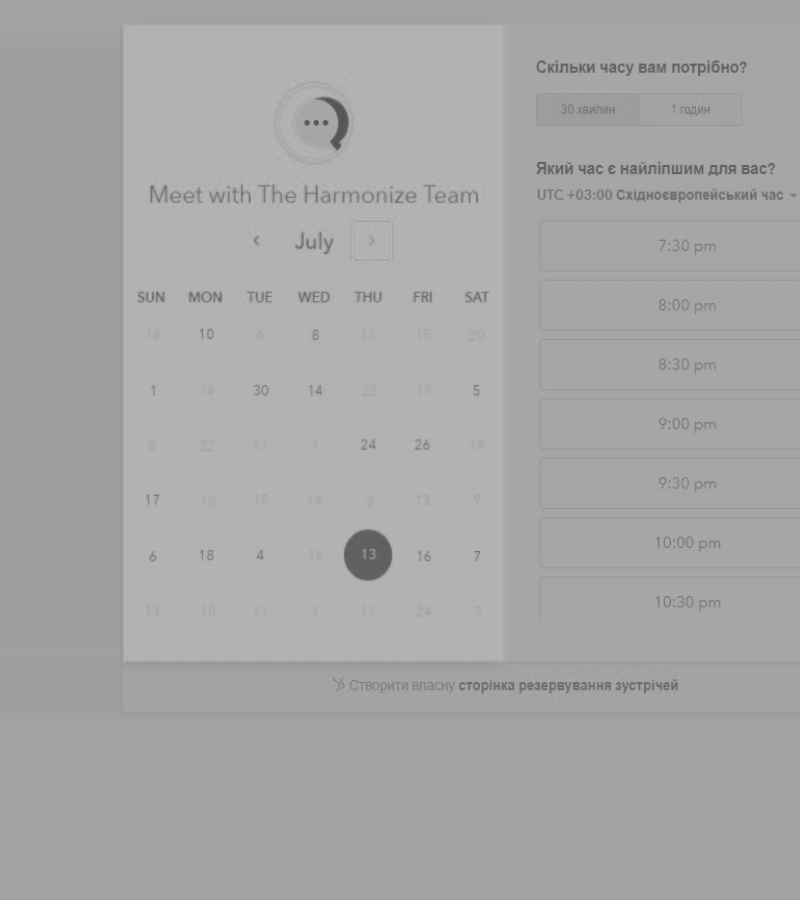 Meet with The Harmonize Team
July
SUN MON TUE WED THU FRI SAT
16 10 6 8 11 15 20
1 16 30 14 22 17 5
5 22 11 1 24 26 19
17 10 15 19 3 13 9
6 18 4 16 13 16 7
13 10 11 1 11 24 3
Скільки часу вам потрібно?
30 хвилин 1 годин
Який час є найліпшим для вас?
UTC +03:00 Східноєвропейський час
7:30 pm
8:00 pm
8:30 pm
9:00 pm
9:30 pm
10:00 pm
10:30 pm
Створити власну сторінка резервування зустрічей